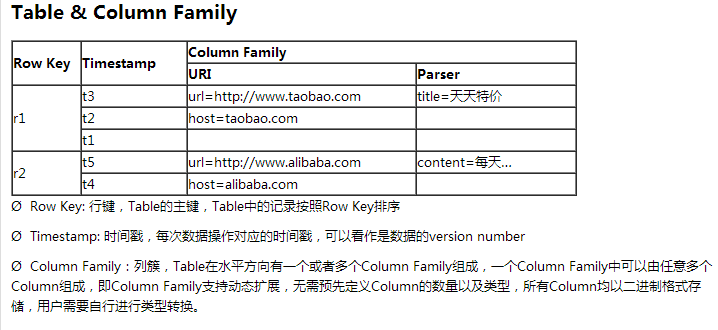 Table & Column Family
Row Key Timestamp Column Family
URI Parser
r1 t3 url=http://www.taobao.com title=天天特价
t2 host=taobao.com
t1
r2 t5 url=http://www.alibaba.com content=每天...
t4 host=alibaba.com
Ø Row Key: 行键，Table的主键，Table中的记录按照Row Key排序
Ø Timestamp: 时间戳，每次数据操作对应的时间戳，可以看作是数据的version number
Ø Column Family：列簇，Table在水平方向有一个或者多个Column Family组成，一个Column Family中可以由任意多个
Column组成，即Column Family支持动态扩展，无需预先定义Column的数量以及类型，所有Column均以二进制格式存
储，用户需要自行进行类型转换。